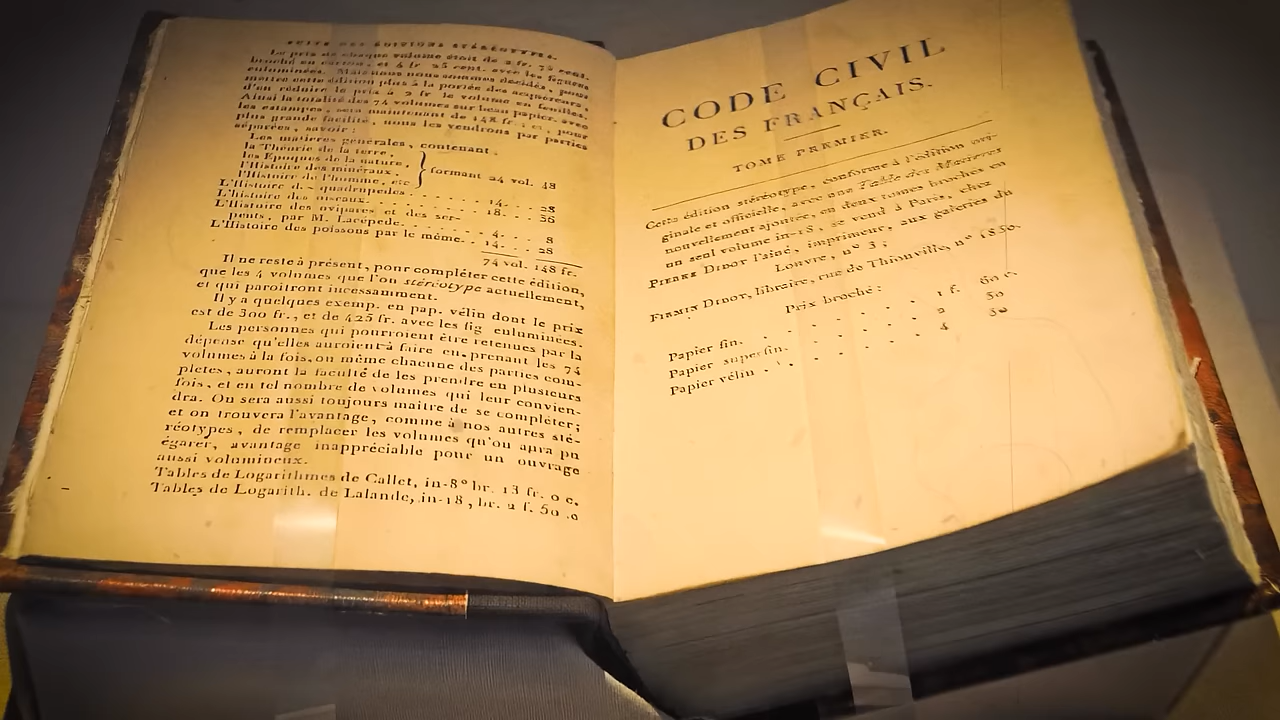 SUITE DES ÉDITIONS STÉRÉOTYPES.
Le prix de chaque volume était de 2 fr. 75 cent.
broché en carton, et 4 fr. 25 cent. avec les figures
enluminées. Mais nous nous sommes décidés, pour
mettre cette édition plus à la portée des acquéreurs,
d'en réduire le prix à 2 fr. le volume en feuilles.
Ainsi la totalité des 74 volumes sur beau papier, avec
les estampes, sera maintenant de 148 fr. ; et, pour
plus grande facilité, nous les vendrons par parties
séparées, savoir :
Les matieres générales, contenant
la Théorie de la terre,
les Époques de la nature,
l'Histoire des minéraux,
l'Histoire de l'homme, etc. } formant 24 vol. 48
L'Histoire des quadrupedes. . . . . . 14. . . 28
L'histoire des oiseaux. . . . . . . 18. . . 36
L'Histoire des ovipares et des ser-
pents, par M. Lacépede. . . . . . 4. . . 8
L'Histoire des poissons par le même. . 14. . . 28
74 vol. 148 fr.
Il ne reste à présent, pour compléter cette édition,
que les 4 volumes que l'on stéréotype actuellement,
et qui paroitront incessamment.
Il y a quelques exemp. en pap. vélin dont le prix
est de 300 fr., et de 425 fr. avec les fig enluminées.
Les personnes qui pourroient être retenues par la
dépense qu'elles auroient à faire en prenant les 74
volumes à la fois, ou même chacune des parties com-
pletes, auront la faculté de les prendre en plusieurs
fois, et en tel nombre de volumes qui leur convien-
dra. On sera aussi toujours maitre de se compléter;
et on trouvera l'avantage, comme à nos autres sté-
réotypes, de remplacer les volumes qu'on aura pu
égarer, avantage inappréciable pour un ouvrage
aussi volumineux.
Tables de Logarithmes de Callet, in-8° br. 13 fr. 0 c.
Tables de Logarith. de Lalande, in-18, br. 2 f. 50 .0
CODE CIVIL
DES FRANÇAIS.
TOME PREMIER.
Cette édition stéréotype, conforme à l'édition ori-
ginale et officielle, avec une Table des Matieres
nouvellement ajoutée, en deux tomes brochés en
un seul volume in-18, se vend à Paris, chez
PIERRE DIDOT l'aîné, imprimeur, aux galeries du
Louvre, n° 3 ;
FIRMIN DIDOT, libraire, rue de Thionville, n° 1850.
Prix broché :
Papier fin. . . . . . . 1 f. 60 c.
Papier superfin. . . . . . 2 50
Papier vélin . . . . . . 4 50